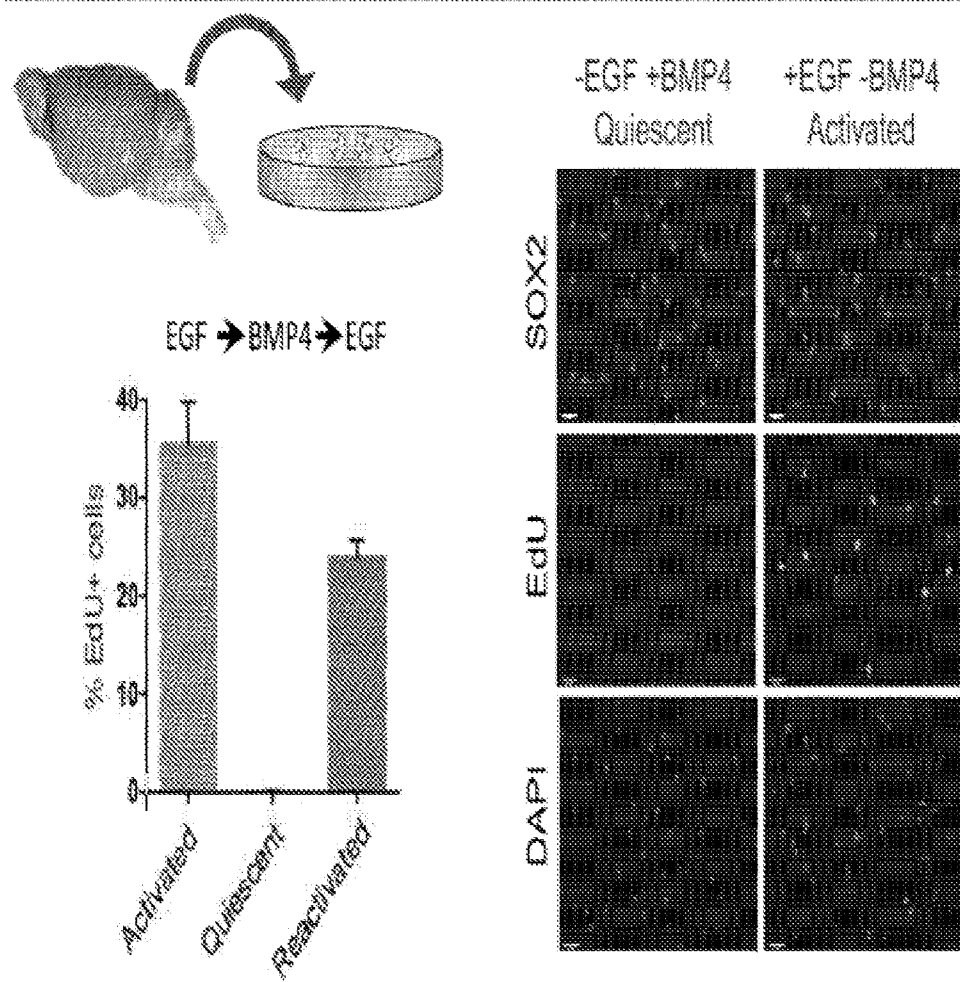 -EGF +BMP4
Quiescent
+EGF -BMP4
Activated
SOX2
EdU
DAPI
EGF → BMP4 → EGF
% EdU+ cells
40
30
20
10
0
Activated
Quiescent
Reactivated